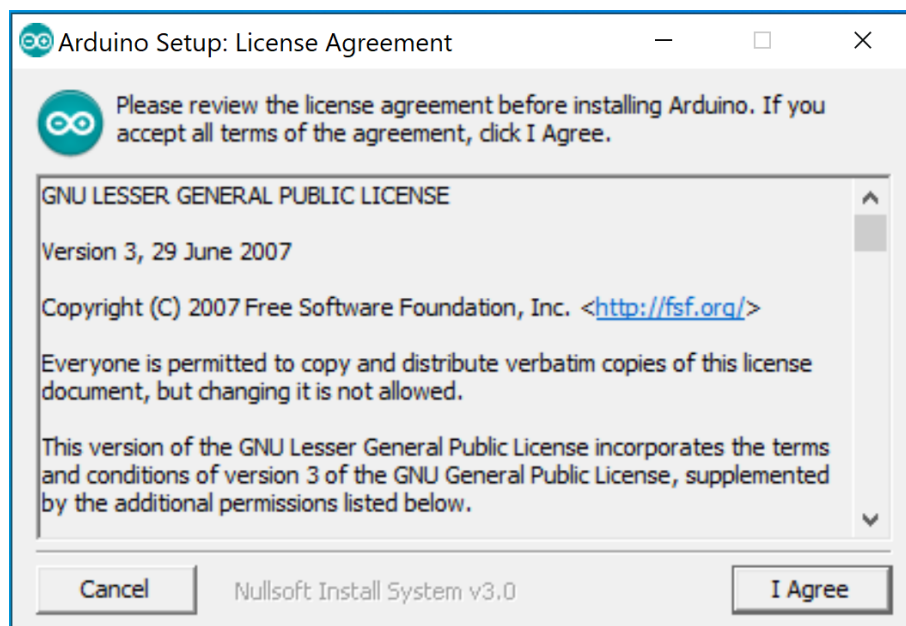 Arduino Setup: License Agreement
Please review the license agreement before installing Arduino. If you
accept all terms of the agreement, click I Agree.
GNU LESSER GENERAL PUBLIC LICENSE
Version 3, 29 June 2007
Copyright (C) 2007 Free Software Foundation, Inc. <http://fsf.org/>
Everyone is permitted to copy and distribute verbatim copies of this license
document, but changing it is not allowed.
This version of the GNU Lesser General Public License incorporates the terms
and conditions of version 3 of the GNU General Public License, supplemented
by the additional permissions listed below.
Cancel
Nullsoft Install System v3.0
I Agree